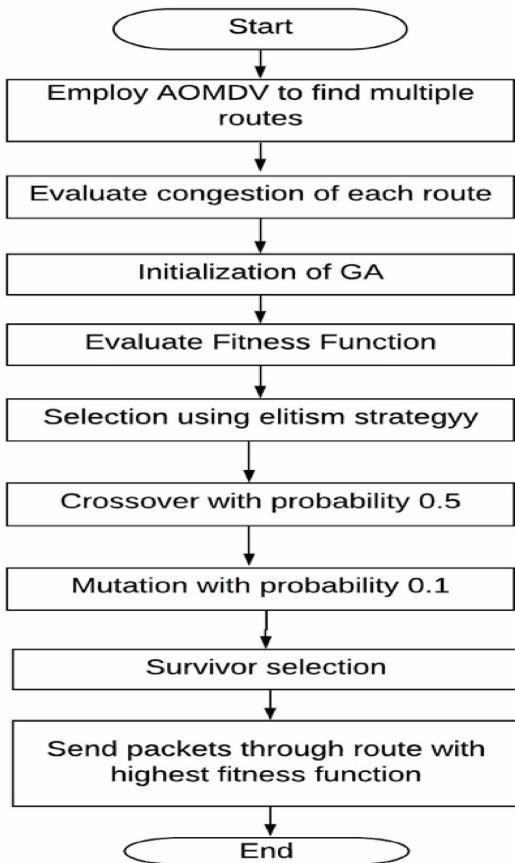 Start
Employ AOMDV to find multiple
routes
Evaluate congestion of each route
Initialization of GA
Evaluate Fitness Function
Selection using elitism strategyy
Crossover with probability 0.5
Mutation with probability 0.1
Survivor selection
Send packets through route with
highest fitness function
End